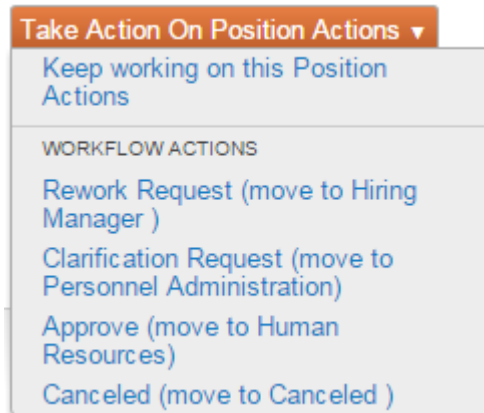 Take Action On Position Actions ▼
Keep working on this Position
Actions
WORKFLOW ACTIONS
Rework Request (move to Hiring
Manager )
Clarification Request (move to
Personnel Administration)
Approve (move to Human
Resources)
Canceled (move to Canceled )